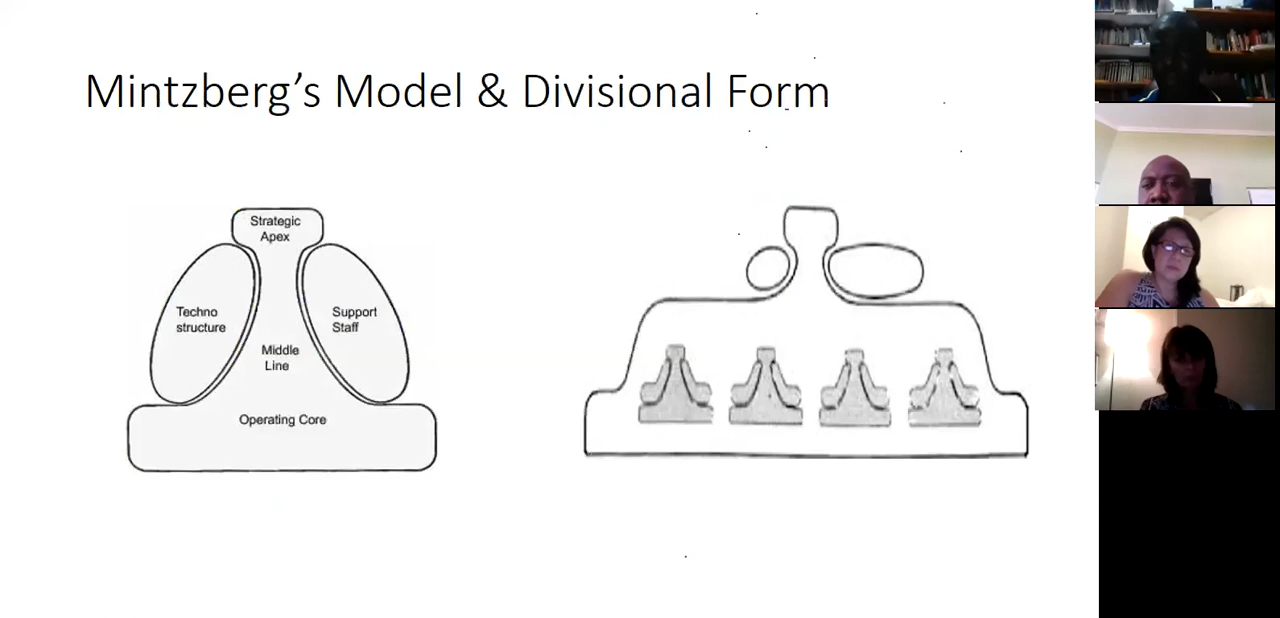 Mintzberg’s Model & Divisional Form
Strategic
Apex
Techno
structure
Support
Staff
Middle
Line
Operating Core